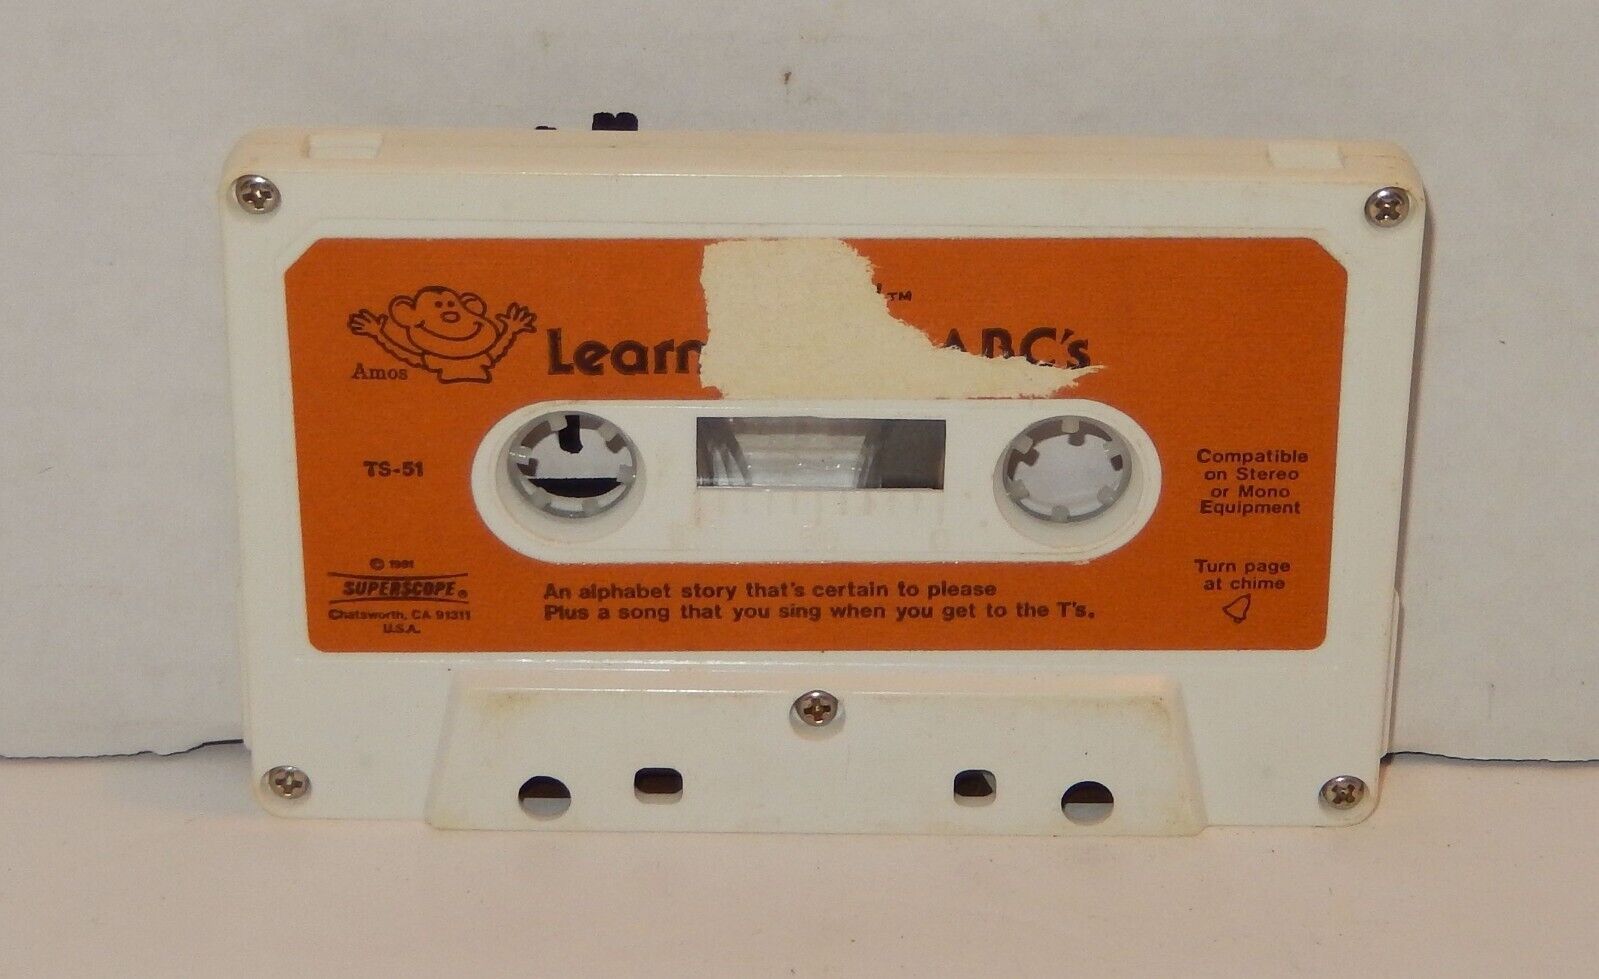 TM
Learn ABC's
Amos
TS-51
Compatible
on Stereo
or Mono
Equipment
© 1981
SUPERSCOPE®
Chatsworth, CA 91311
U.S.A.
An alphabet story that's certain to please
Plus a song that you sing when you get to the T's.
Turn page
at chime